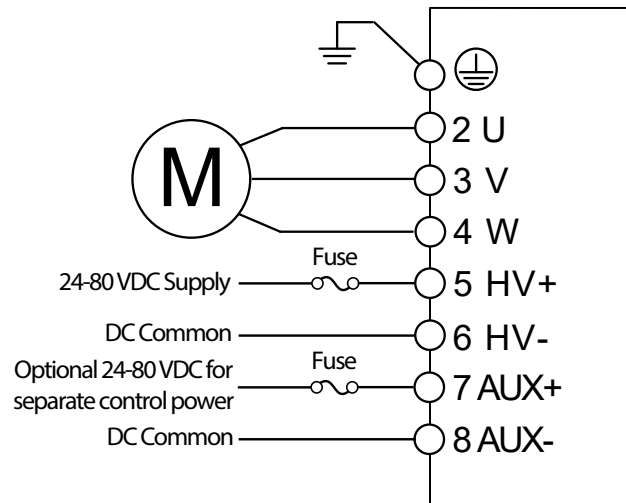 2 U
M
3 V
4 W
Fuse
24-80 VDC Supply
5 HV+
DC Common
6 HV-
Optional 24-80 VDC for
separate control power
Fuse
7 AUX+
DC Common
8 AUX-